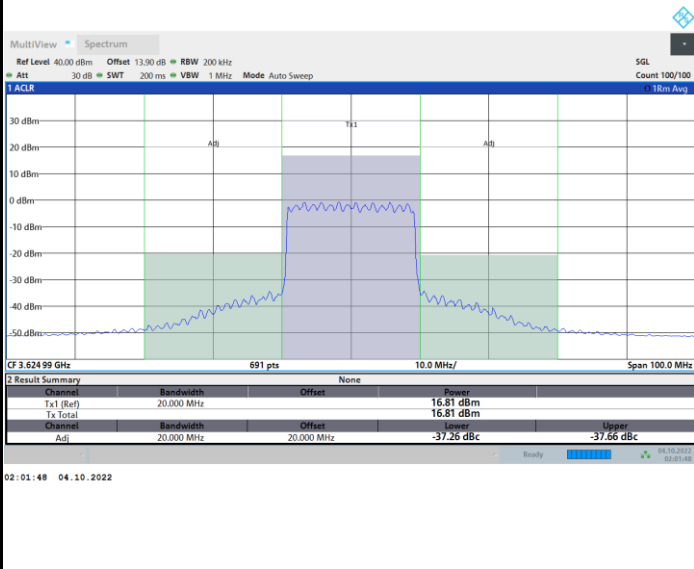 MultiView Spectrum
Ref Level 40.00 dBm Offset 13.90 dB RBW 200 kHz SGL
Att 30 dB SWT 200 ms VBW 1 MHz Mode Auto Sweep Count 100/100
1 ACLR 1Rm Avg
30 dBm
Tx1
20 dBm
Adj Adj
10 dBm
0 dBm
-10 dBm
-20 dBm
-30 dBm
-40 dBm
-50 dBm
CF 3.624 99 GHz 691 pts 10.0 MHz/ Span 100.0 MHz
2 Result Summary None
Channel Bandwidth Offset Power
Tx1 (Ref) 20.000 MHz 16.81 dBm
Tx Total 16.81 dBm
Channel Bandwidth Offset Lower Upper
Adj 20.000 MHz 20.000 MHz -37.26 dBc -37.66 dBc
Ready 04.10.2022
02:01:48
02:01:48 04.10.2022